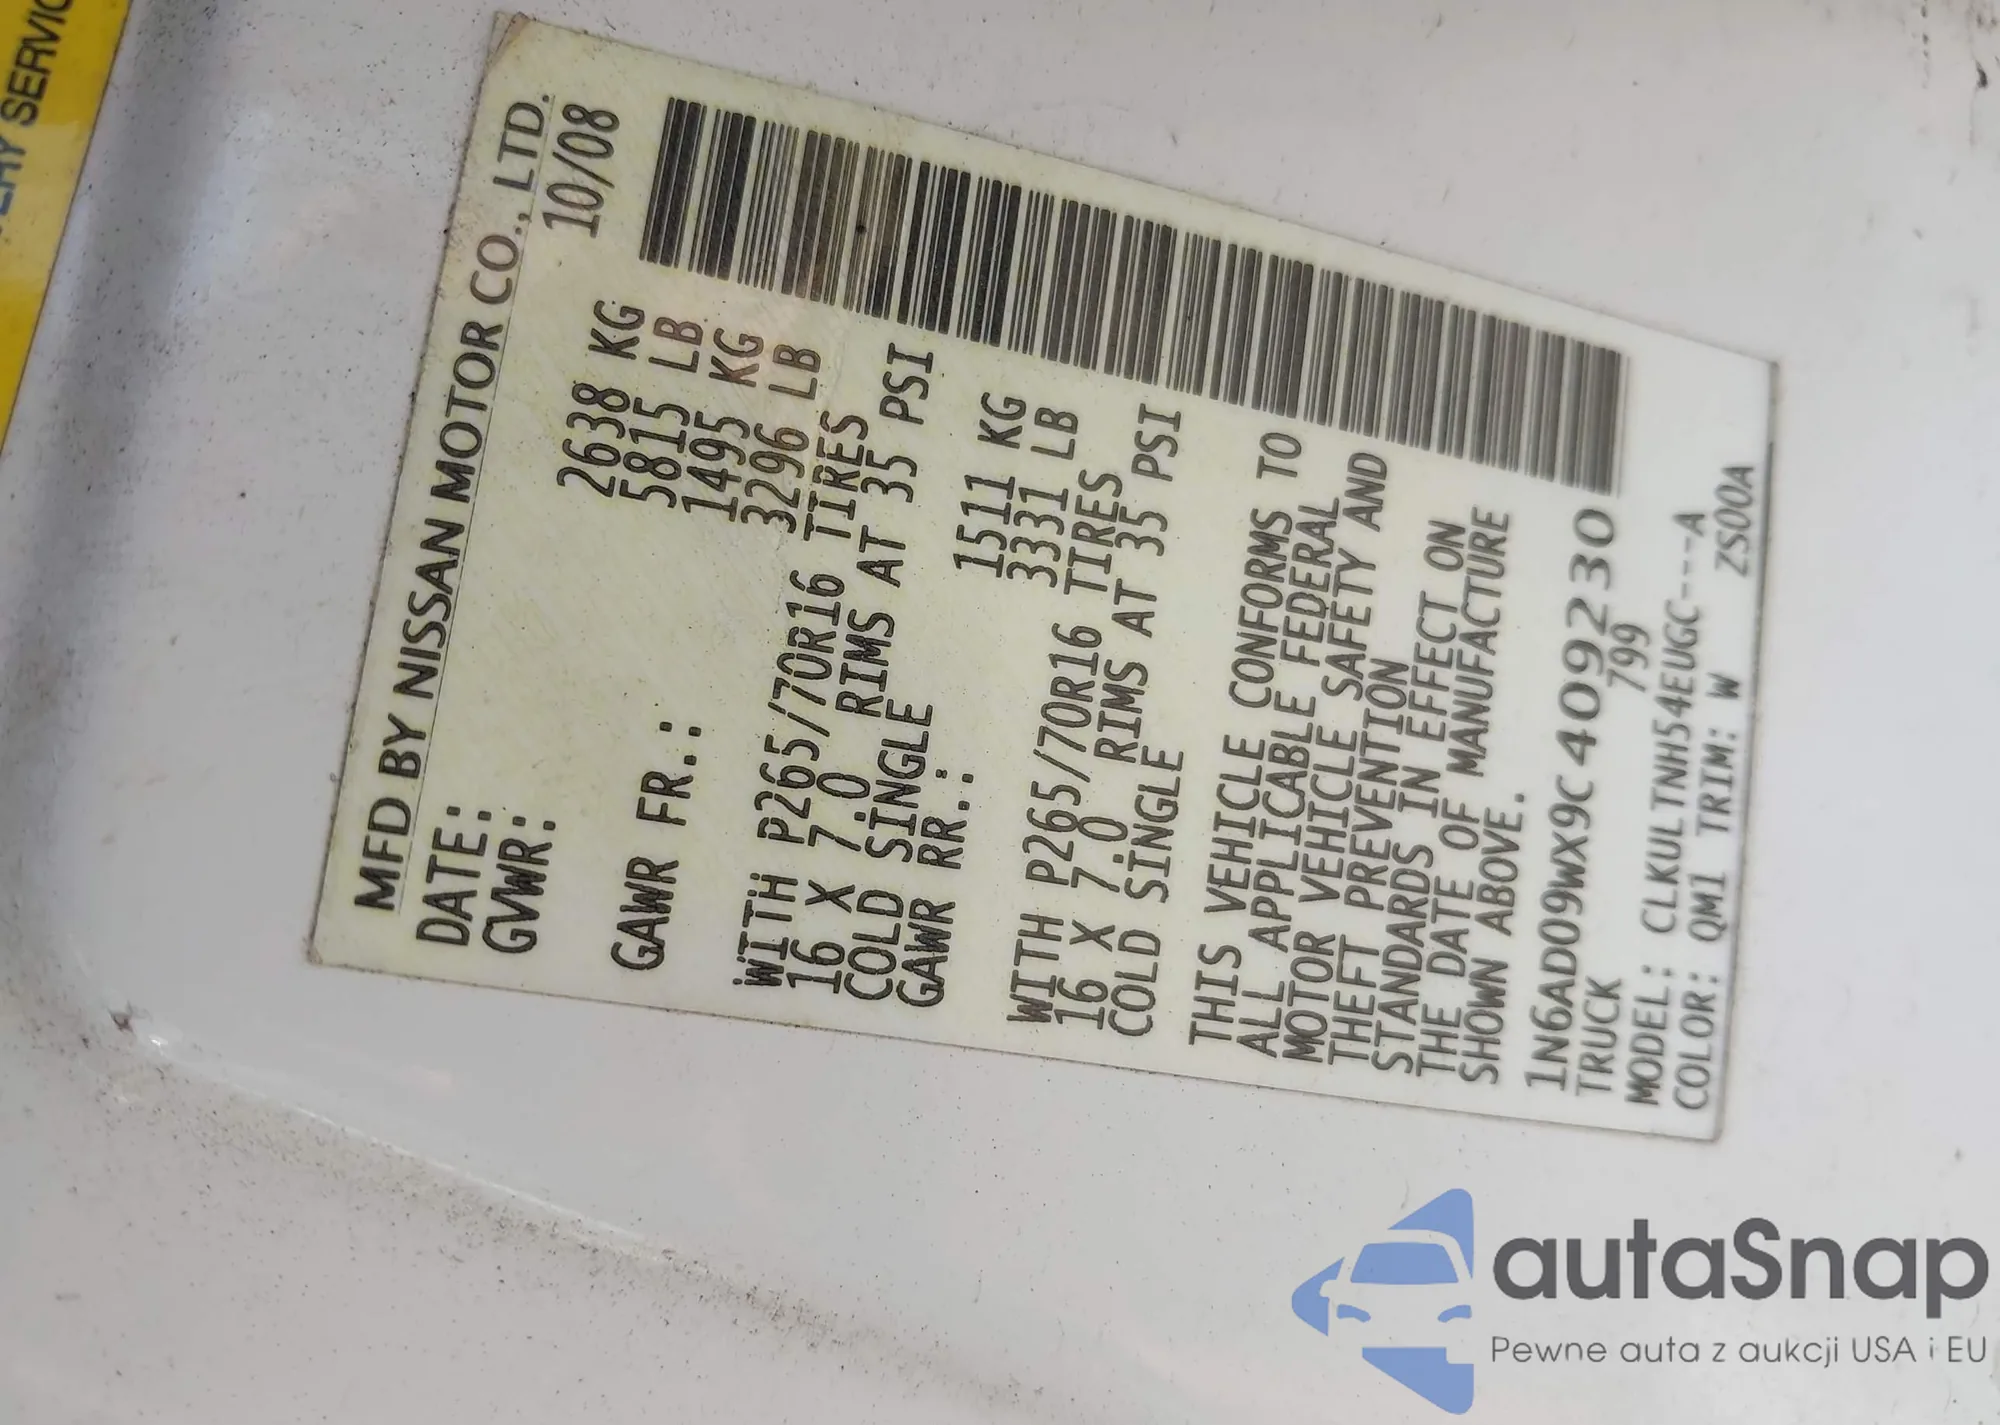 MFD BY NISSAN MOTOR CO., LTD.
DATE: 10/08
GVWR: 2638 KG
5815 LB
GAWR FR.: 1495 KG
3296 LB
WITH P265/70R16 TIRES
16 X 7.0 RIMS AT 35 PSI
COLD SINGLE
GAWR RR.: 1511 KG
3331 LB
WITH P265/70R16 TIRES
16 X 7.0 RIMS AT 35 PSI
COLD SINGLE
THIS VEHICLE CONFORMS TO
ALL APPLICABLE FEDERAL
MOTOR VEHICLE SAFETY AND
THEFT PREVENTION
STANDARDS IN EFFECT ON
THE DATE OF MANUFACTURE
SHOWN ABOVE.
1N6AD09WX9C409230
TRUCK 799
MODEL: CLKULTNH54EUGC---A
COLOR: QM1 TRIM: W ZS00A
SERVIC
autaSnap
Pewne auta z aukcji USA i EU